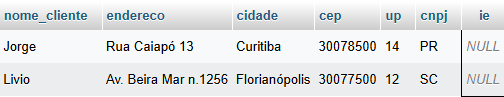 nome_cliente endereco cidade cep up cnpj ie
Jorge Rua Caiapó 13 Curitiba 30078500 14 PR NULL
Livio Av. Beira Mar n.1256 Florianópolis 30077500 12 SC NULL